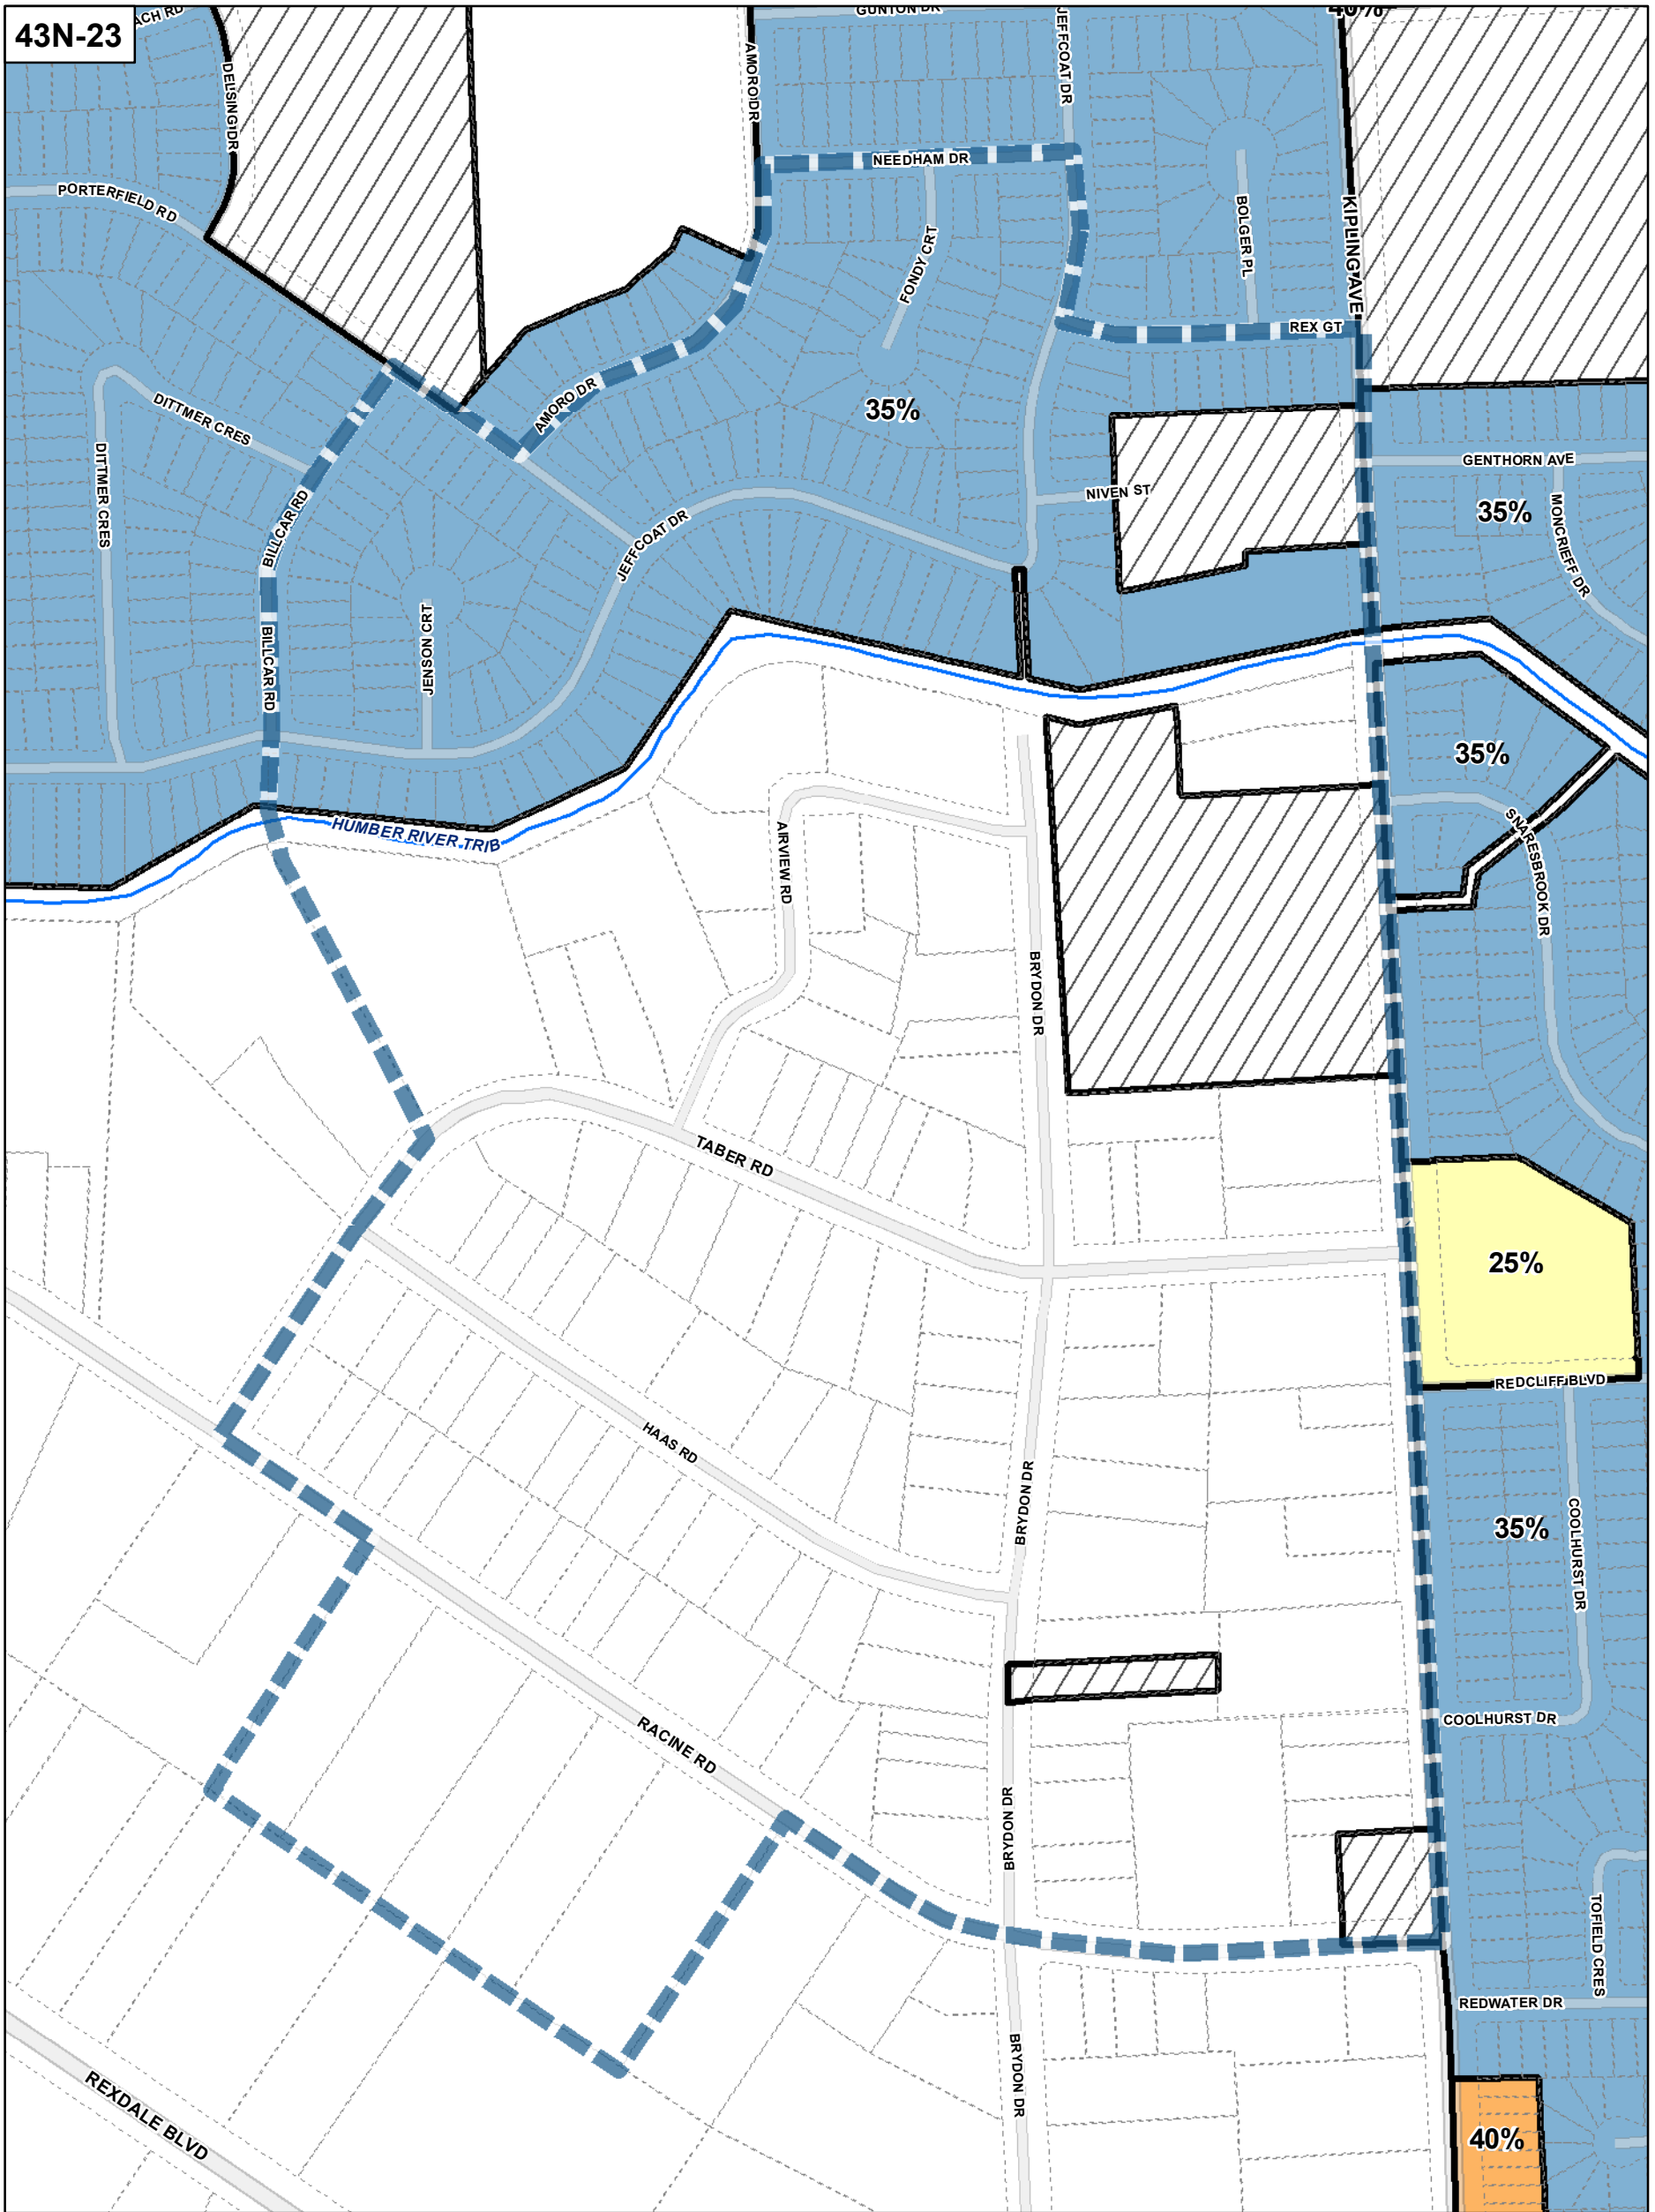 43N-23
ACH RD
GUNTON DR
40%
DELSING DR
AMORO DR
JEFFCOAT DR
NEEDHAM DR
PORTERFIELD RD
BOLGER PL
KIPLING AVE
FONDY CRT
REX GT
DITTMER CRES
AMORO DR
35%
DITTMER CRES
GENTHORN AVE
NIVEN ST
35%
MONCRIEFF DR
BILLCAR RD
JEFFCOAT DR
JENSON CRT
BILLCAR RD
35%
HUMBER RIVER TRIB
AIRVIEW RD
SNARESBROOK DR
BRYDON DR
TABER RD
25%
REDCLIFF BLVD
HAAS RD
BRYDON DR
35%
COOLHURST DR
COOLHURST DR
RACINE RD
BRYDON DR
TOFIELD CRES
REDWATER DR
BRYDON DR
REXDALE BLVD
40%